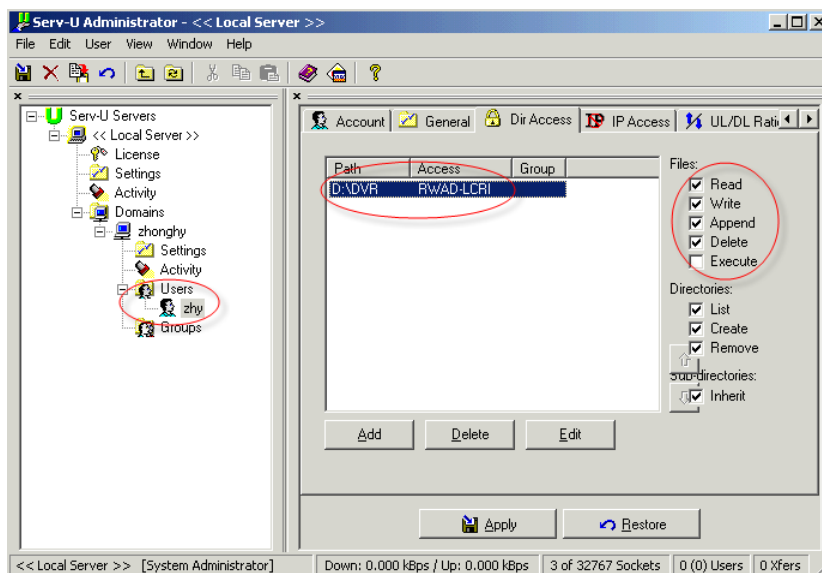 Serv-U Administrator - << Local Server >>
File Edit User View Window Help
Serv-U Servers
<< Local Server >>
License
Settings
Activity
Domains
zhonghy
Settings
Activity
Users
zhy
Groups
Account General Dir Access IP Access UL/DL
Path Access Group
D:\DVR RWAD-LCRI
Files:
Read
Write
Append
Delete
Execute
Directories:
List
Create
Remove
Sub-directories:
Inherit
Add Delete Edit
Apply Restore
<< Local Server >> [System Administrator] Down: 0.000 kBps / Up: 0.000 kBps 3 of 32767 Sockets 0 (0) Users 0 Xfers